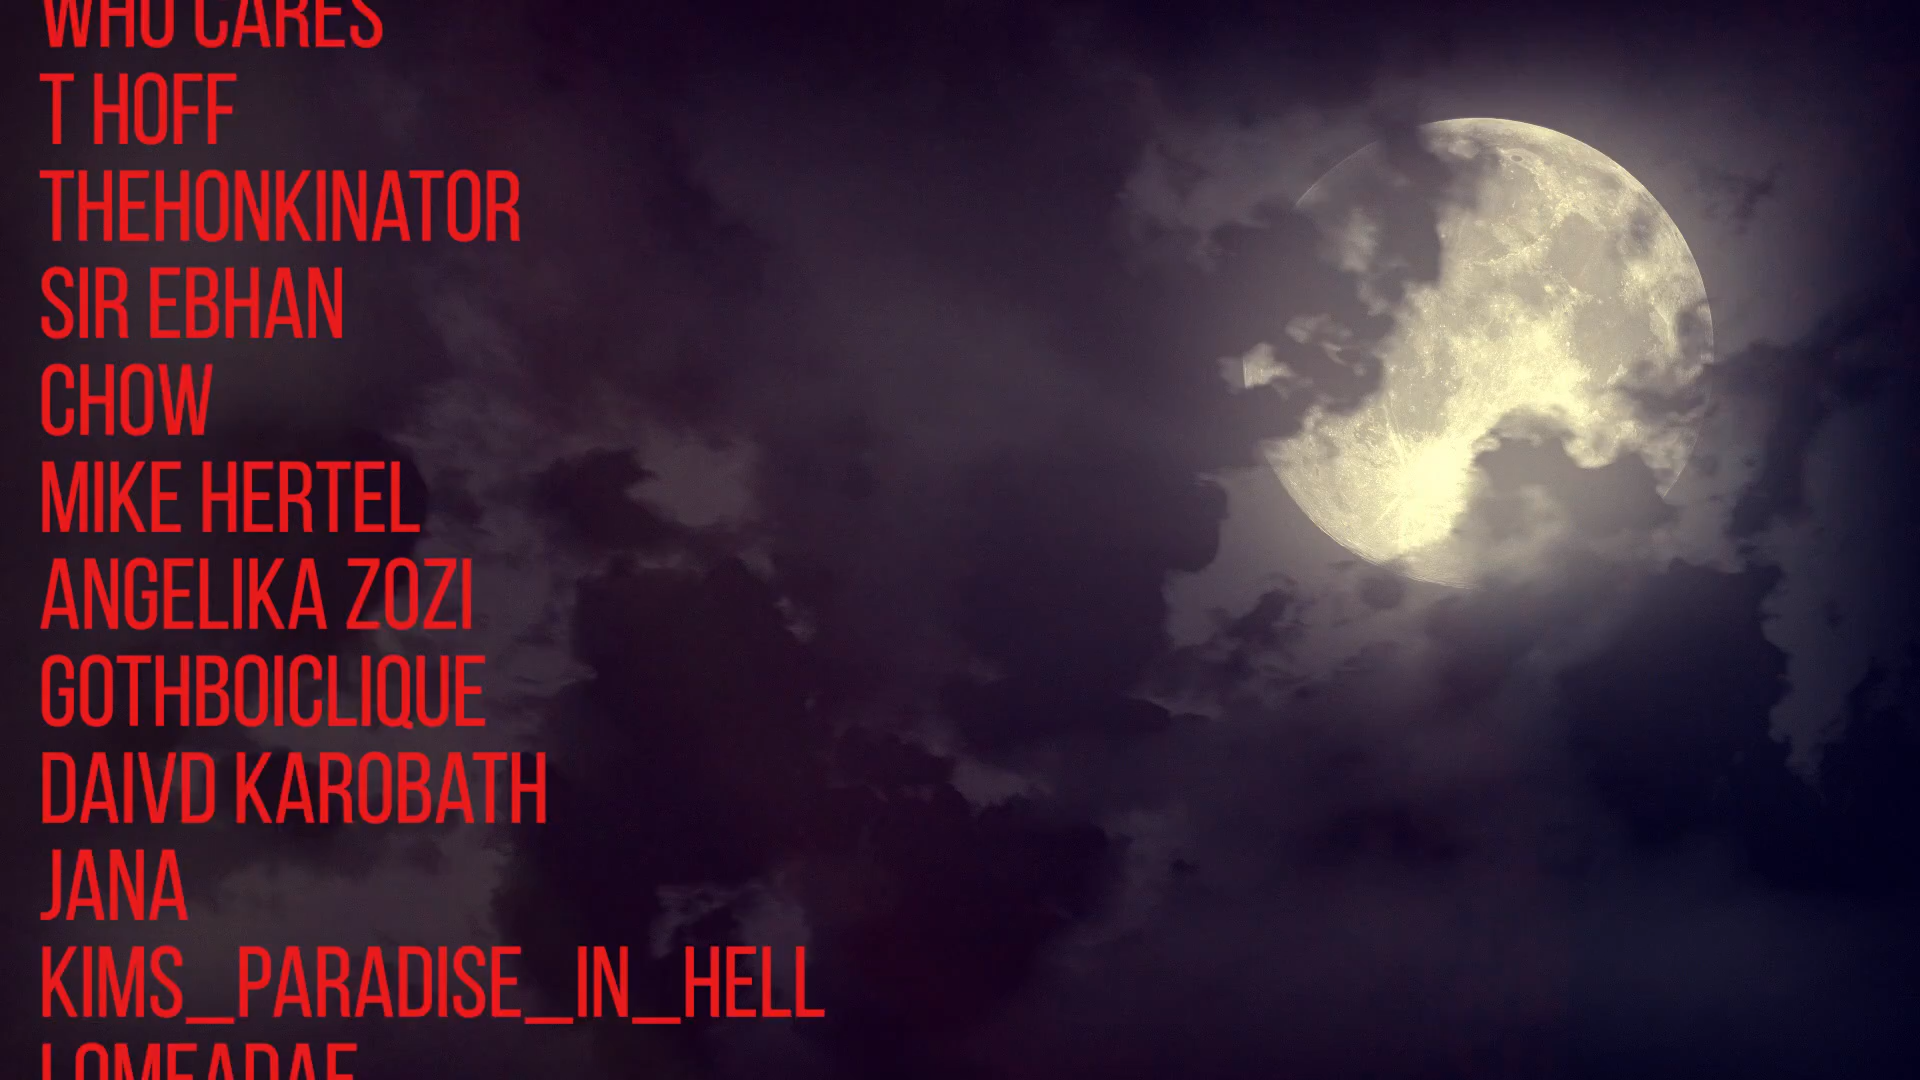 WHO CARES
T HOFF
THEHONKINATOR
SIR EBHAN
CHOW
MIKE HERTEL
ANGELIKA ZOZI
GOTHBOICLIQUE
DAIVD KAROBATH
JANA
KIMS_PARADISE_IN_HELL